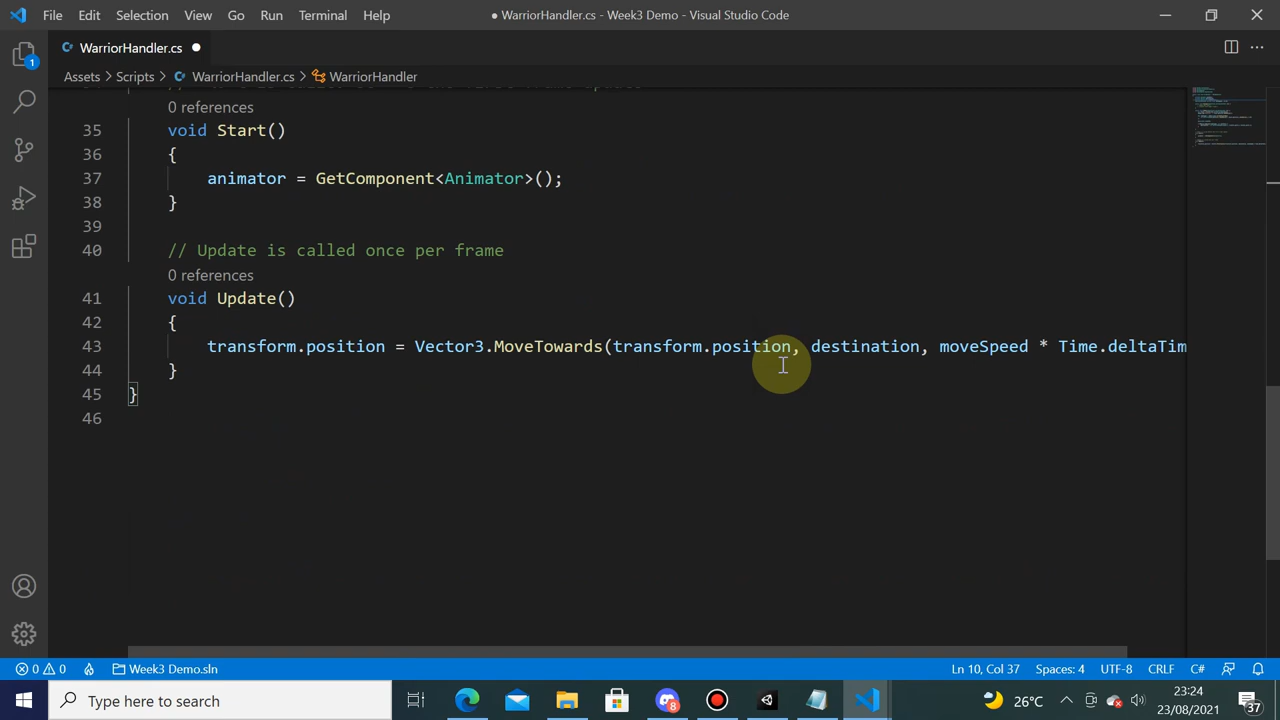 File Edit Selection View Go Run Terminal Help
● WarriorHandler.cs - Week3 Demo - Visual Studio Code
WarriorHandler.cs ●
Assets > Scripts > WarriorHandler.cs > WarriorHandler
0 references
35 void Start()
36 {
37 animator = GetComponent<Animator>();
38 }
39
40 // Update is called once per frame
0 references
41 void Update()
42 {
43 transform.position = Vector3.MoveTowards(transform.position, destination, moveSpeed * Time.deltaTim
44 }
45 }
46
1
0 0 Week3 Demo.sln Ln 10, Col 37 Spaces: 4 UTF-8 CRLF C#
Type here to search 8 26°C 23:24
23/08/2021 37